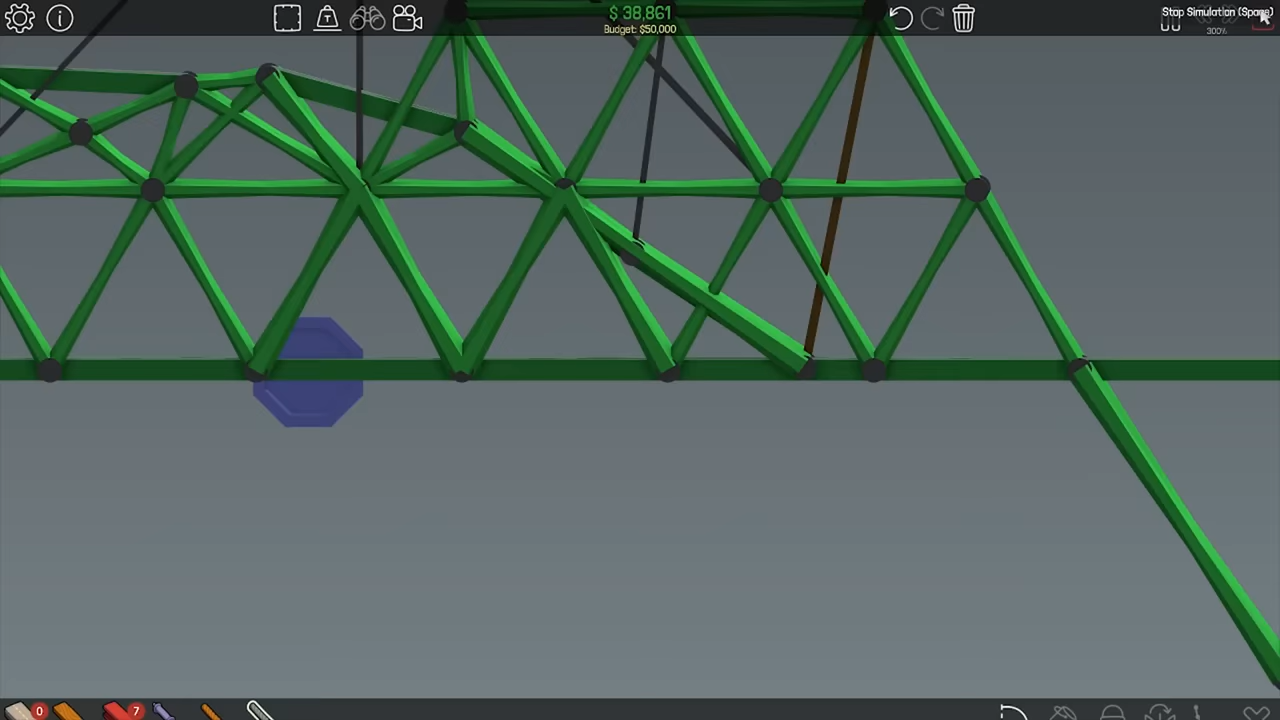 $ 38,861
Budget: $50,000
Stop Simulation (Space)
300%
0
7